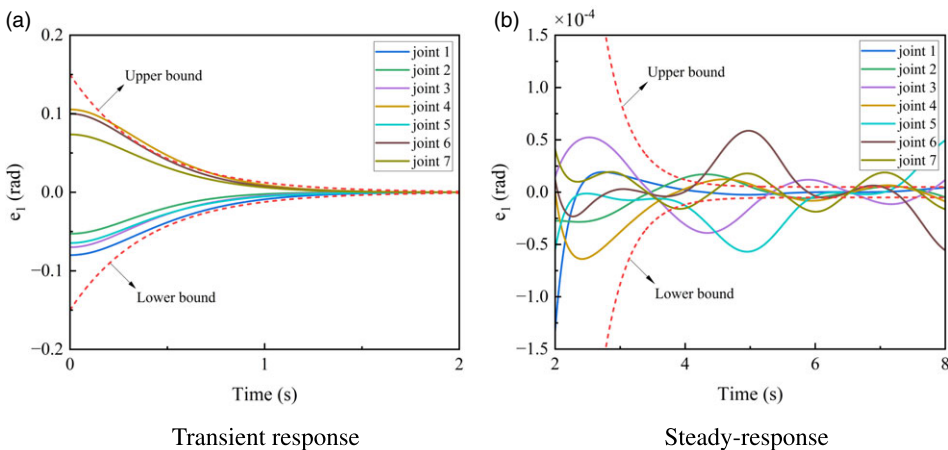 (a)
0.2
0.1
0.0
−0.1
−0.2
e1 (rad)
Upper bound
Lower bound
joint 1
joint 2
joint 3
joint 4
joint 5
joint 6
joint 7
0
1
2
Time (s)
Transient response
(b)
×10-4
1.5
1.0
0.5
0.0
−0.5
−1.0
−1.5
e1 (rad)
Upper bound
Lower bound
joint 1
joint 2
joint 3
joint 4
joint 5
joint 6
joint 7
2
3
4
5
6
7
8
Time (s)
Steady-response